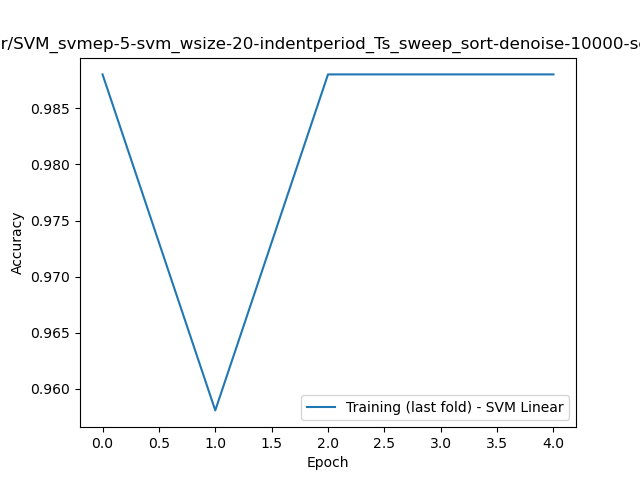 r/SVM_svmep-5-svm_wsize-20-indentperiod_Ts_sweep_sort-denoise-10000-s
0.985
0.980
0.975
0.970
0.965
0.960
Accuracy
0.0 0.5 1.0 1.5 2.0 2.5 3.0 3.5 4.0
Epoch
Training (last fold) - SVM Linear